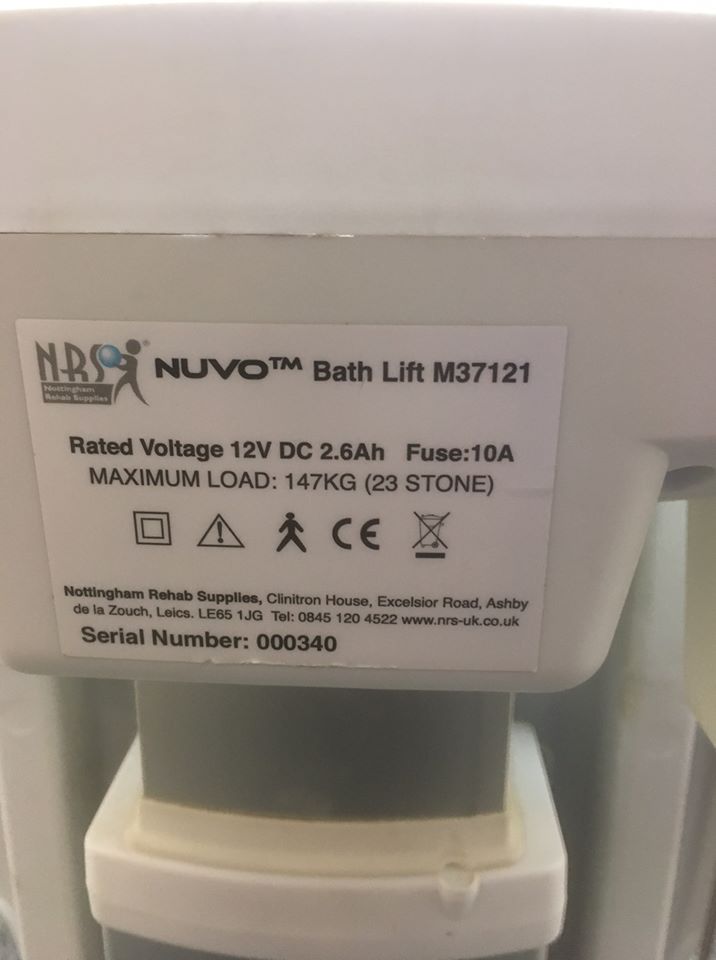 NRS® NUVO™ Bath Lift M37121
Nottingham
Rehab Supplies
Rated Voltage 12V DC 2.6Ah Fuse:10A
MAXIMUM LOAD: 147KG (23 STONE)
CE
Nottingham Rehab Supplies, Clinitron House, Excelsior Road, Ashby
de la Zouch, Leics. LE65 1JG Tel: 0845 120 4522 www.nrs-uk.co.uk
Serial Number: 000340